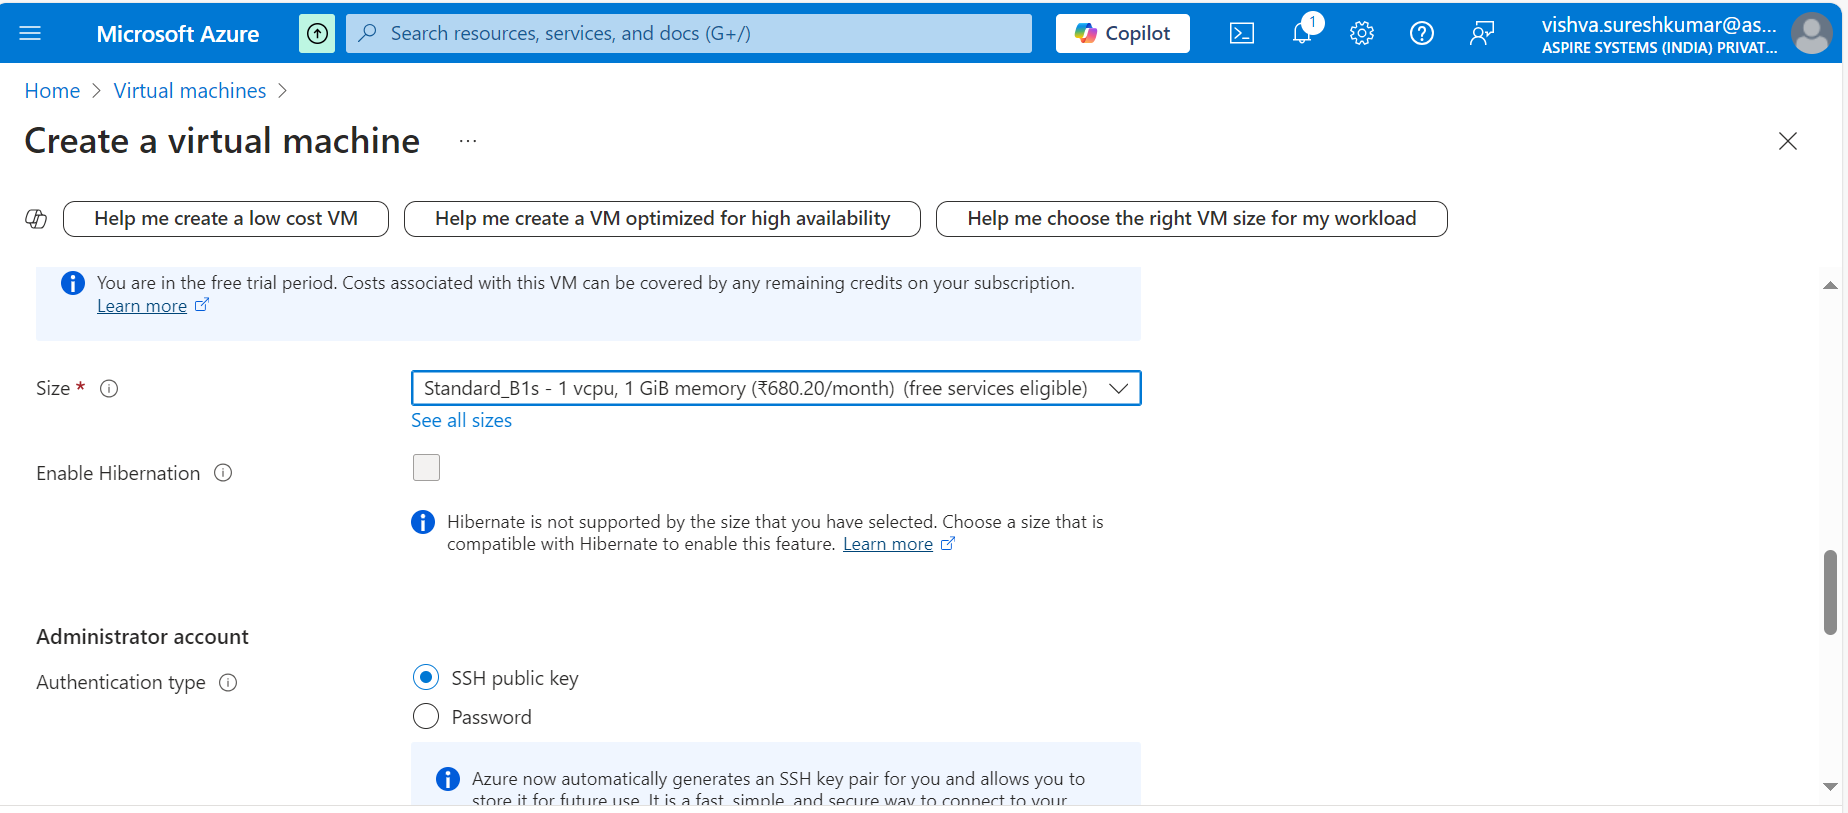 Microsoft Azure
Search resources, services, and docs (G+/)
Copilot
1
vishva.sureshkumar@as...
ASPIRE SYSTEMS (INDIA) PRIVAT...
Home > Virtual machines >
Create a virtual machine ...
Help me create a low cost VM
Help me create a VM optimized for high availability
Help me choose the right VM size for my workload
You are in the free trial period. Costs associated with this VM can be covered by any remaining credits on your subscription.
Learn more
Size *
Standard_B1s - 1 vcpu, 1 GiB memory (₹680.20/month) (free services eligible)
See all sizes
Enable Hibernation
Hibernate is not supported by the size that you have selected. Choose a size that is
compatible with Hibernate to enable this feature. Learn more
Administrator account
Authentication type
SSH public key
Password
Azure now automatically generates an SSH key pair for you and allows you to
store it for future use. It is a fast, simple, and secure way to connect to your